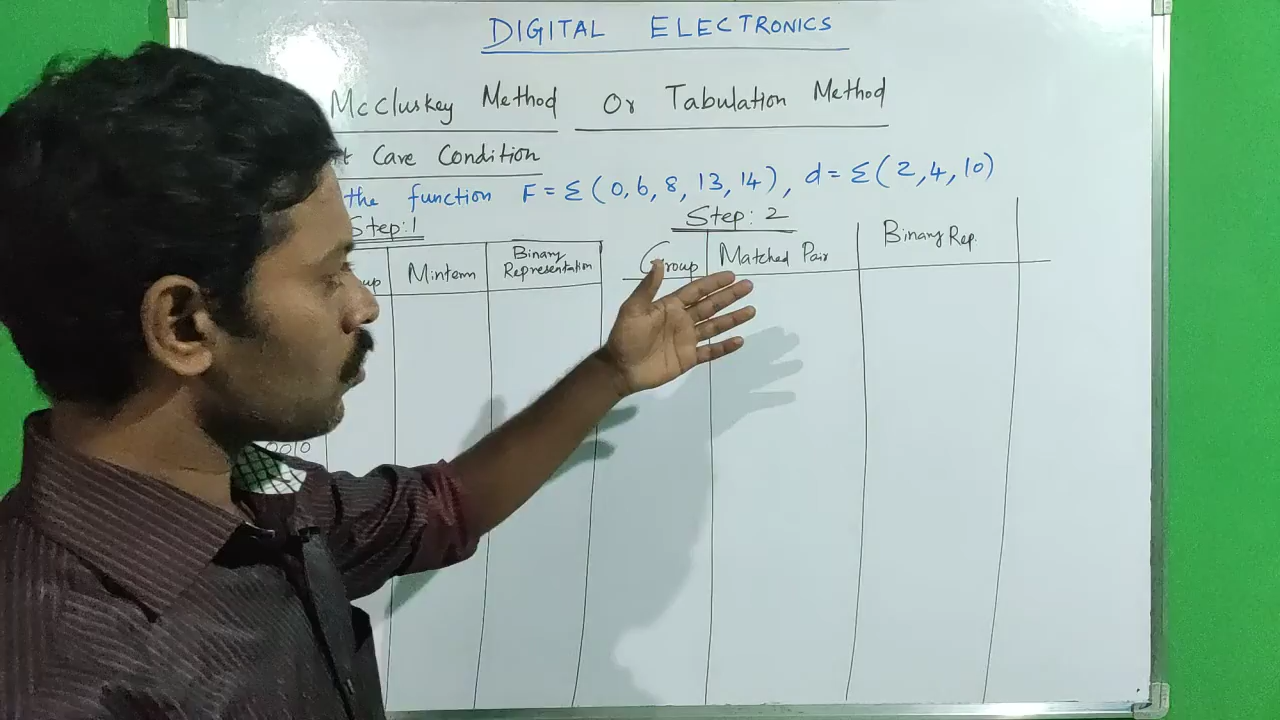 DIGITAL ELECTRONICS
McCluskey Method Or Tabulation Method
Care Condition
the function F = Σ (0, 6, 8, 13, 14), d = Σ (2, 4, 10)
Step:1
Step: 2
Minterm Binary Representation
Group Matched Pair Binary Rep.
0010